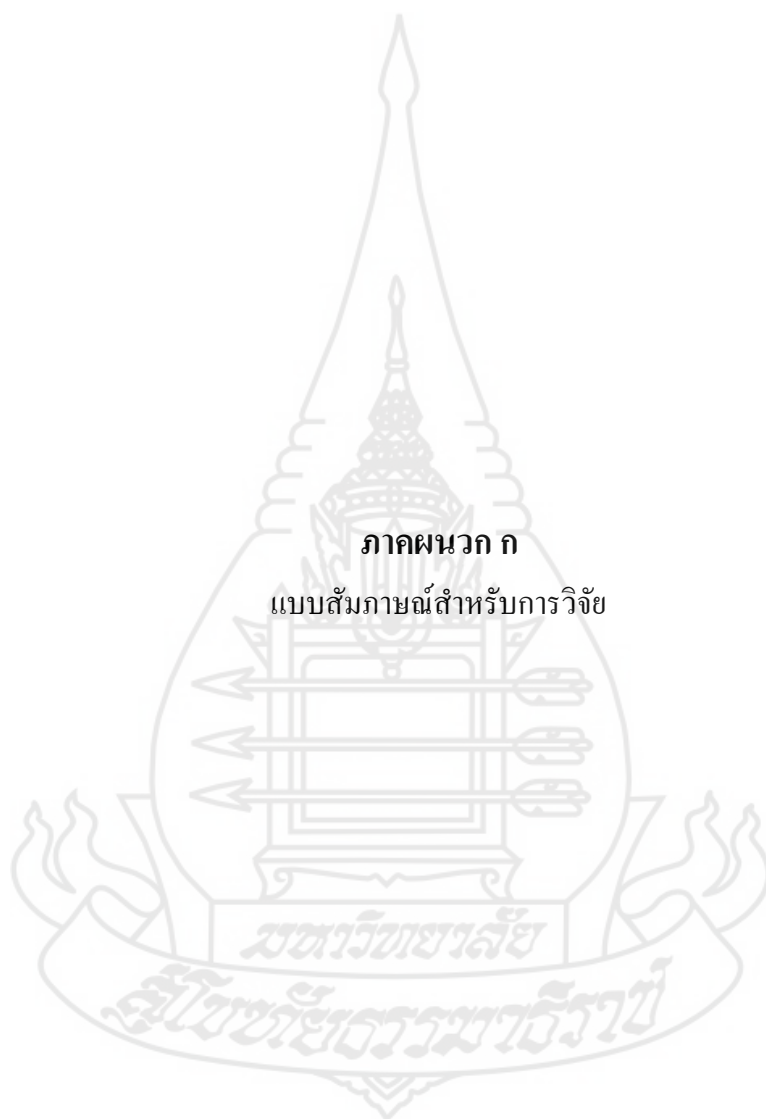 ภาคผนวก ก
แบบสัมภาษณ์สำหรับการวิจัย
มหาวิทยาลัย
สุโขทัยธรรมาธิราช